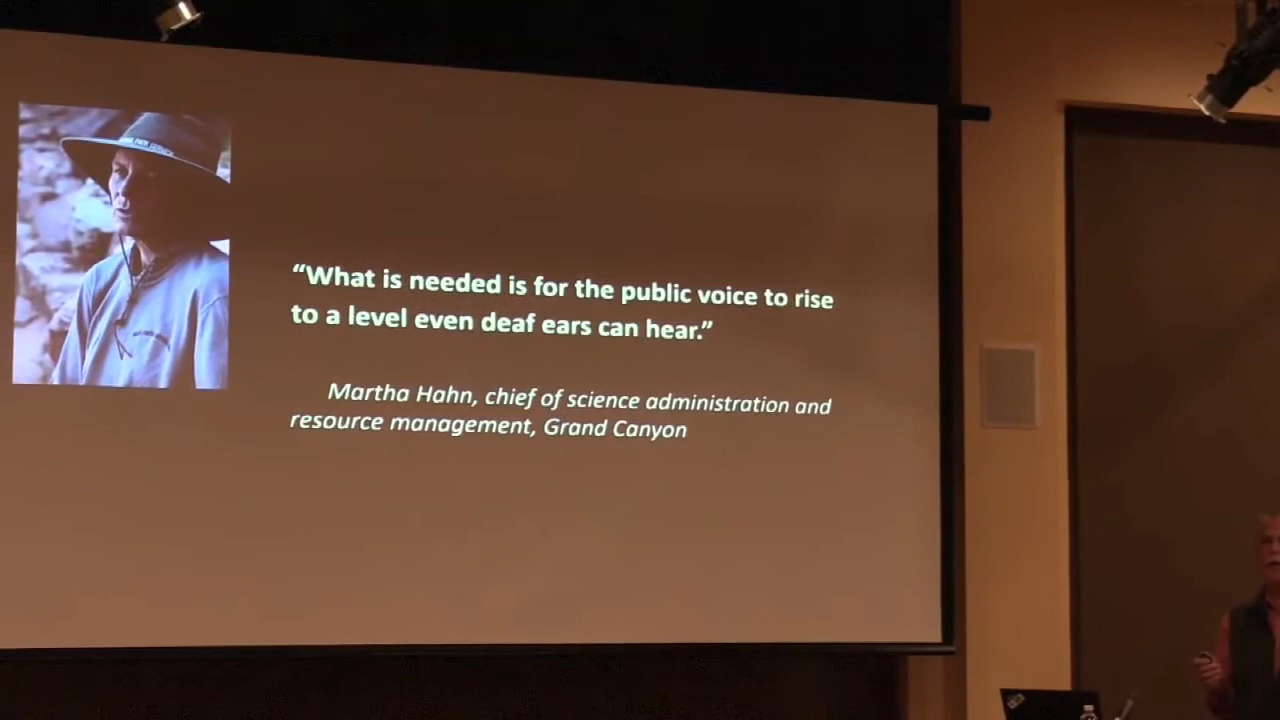 “What is needed is for the public voice to rise
to a level even deaf ears can hear.”
Martha Hahn, chief of science administration and
resource management, Grand Canyon